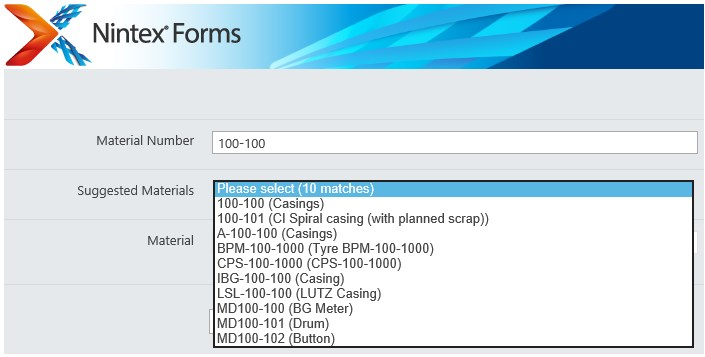 Nintex® Forms
Material Number 100-100
Suggested Materials Please select (10 matches)
100-100 (Casings)
100-101 (CI Spiral casing (with planned scrap))
Material A-100-100 (Casings)
BPM-100-1000 (Tyre BPM-100-1000)
CPS-100-1000 (CPS-100-1000)
IBG-100-100 (Casing)
LSL-100-100 (LUTZ Casing)
MD100-100 (BG Meter)
MD100-101 (Drum)
MD100-102 (Button)